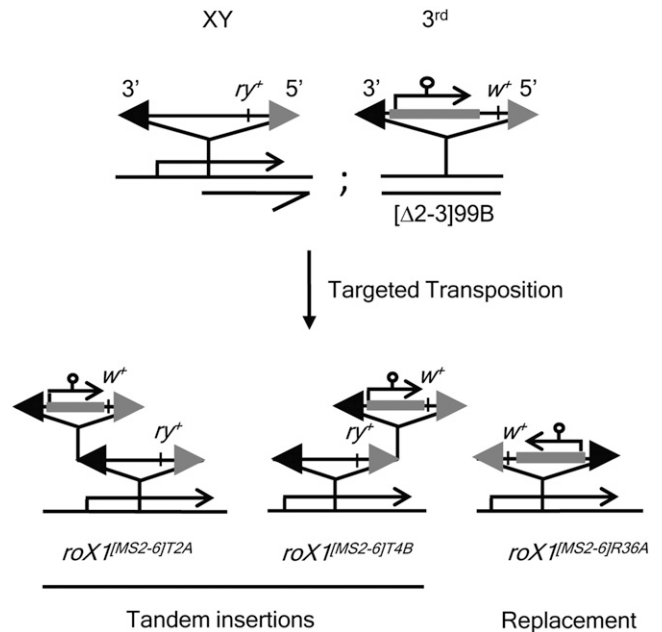 XY 3rd
3' 5' 3' 5'
ry+ w+
;
[Δ2-3]99B
Targeted Transposition
w+ w+
ry+ ry+ w+
roX1[MS2-6]T2A roX1[MS2-6]T4B roX1[MS2-6]R36A
Tandem insertions Replacement